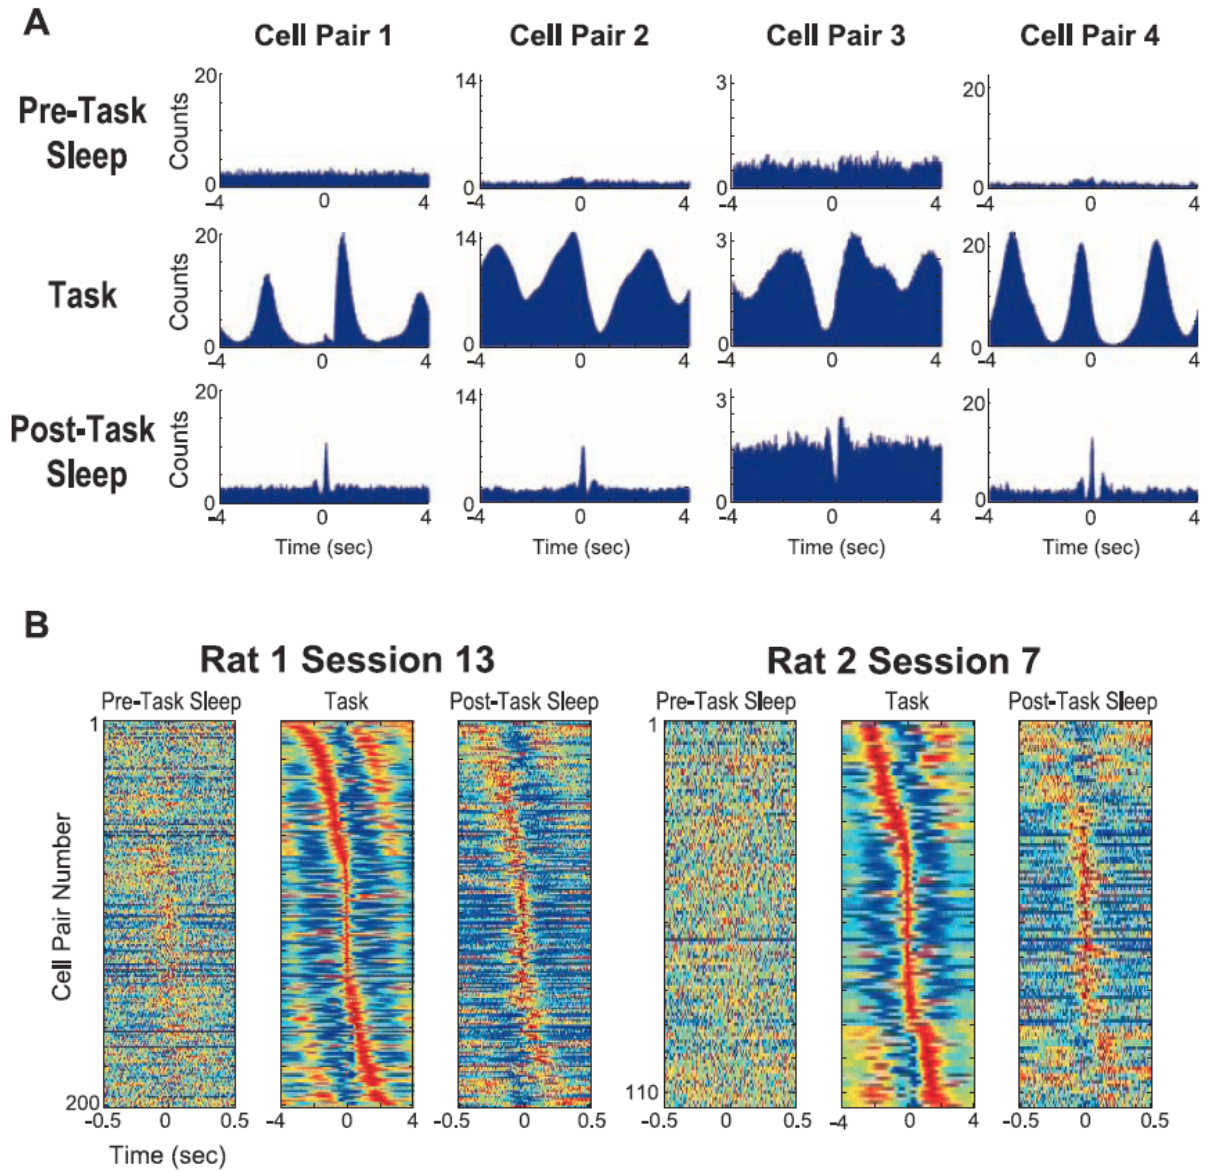 A
Cell Pair 1 Cell Pair 2 Cell Pair 3 Cell Pair 4
Pre-Task
Sleep
Counts
20 14 3 20
0 0 0 0
-4 0 4 -4 0 4 -4 0 4 -4 0 4
Task
Counts
20 14 3 20
10
0 0 0 0
-4 0 4 -4 0 4 -4 0 4 -4 0 4
Post-Task
Sleep
Counts
20 14 3 20
0 0 0 0
-4 0 4 -4 0 4 -4 0 4 -4 0 4
Time (sec) Time (sec) Time (sec) Time (sec)
B
Rat 1 Session 13 Rat 2 Session 7
Pre-Task Sleep Task Post-Task Sleep Pre-Task Sleep Task Post-Task Sleep
1 1
Cell Pair Number
200 110
-0.5 0 0.5 -4 0 4 -0.5 0 0.5 -0.5 0 0.5 -4 0 4 -0.5 0 0.5
Time (sec)